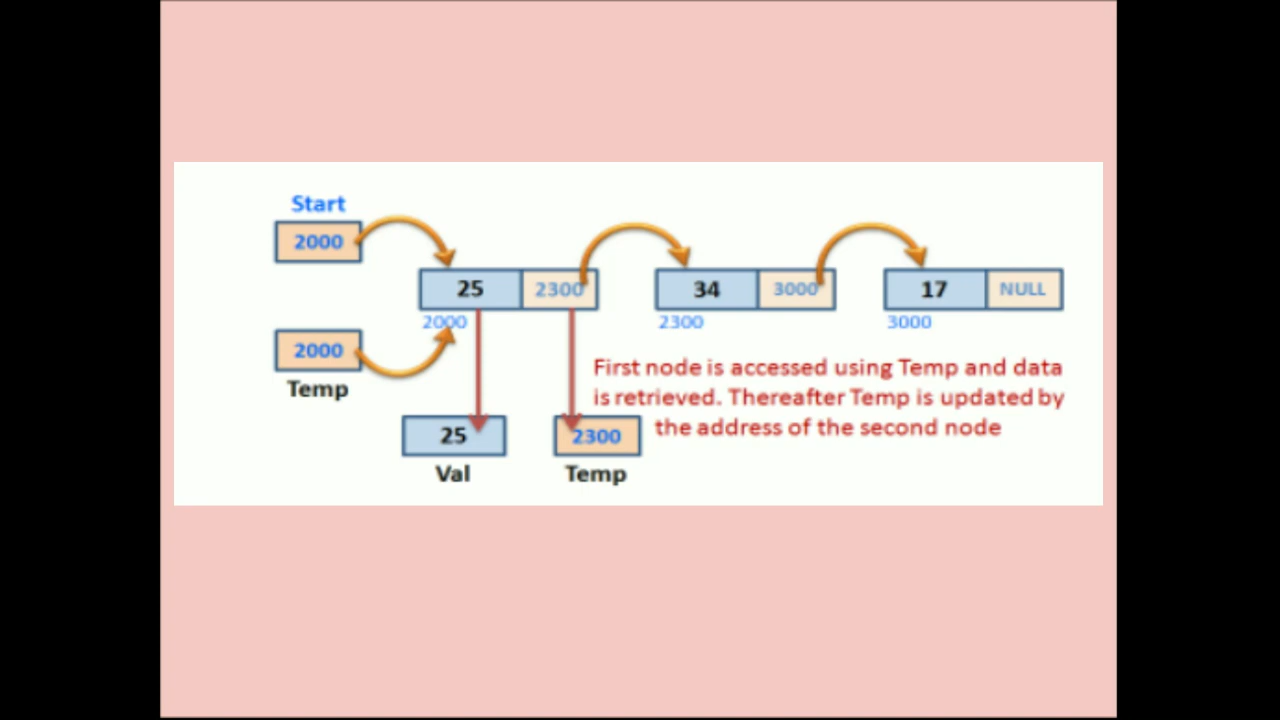 Start
2000
25 2300 34 3000 17 NULL
2000 2300 3000
2000
Temp
First node is accessed using Temp and data
is retrieved. Thereafter Temp is updated by
the address of the second node
25 2300
Val Temp